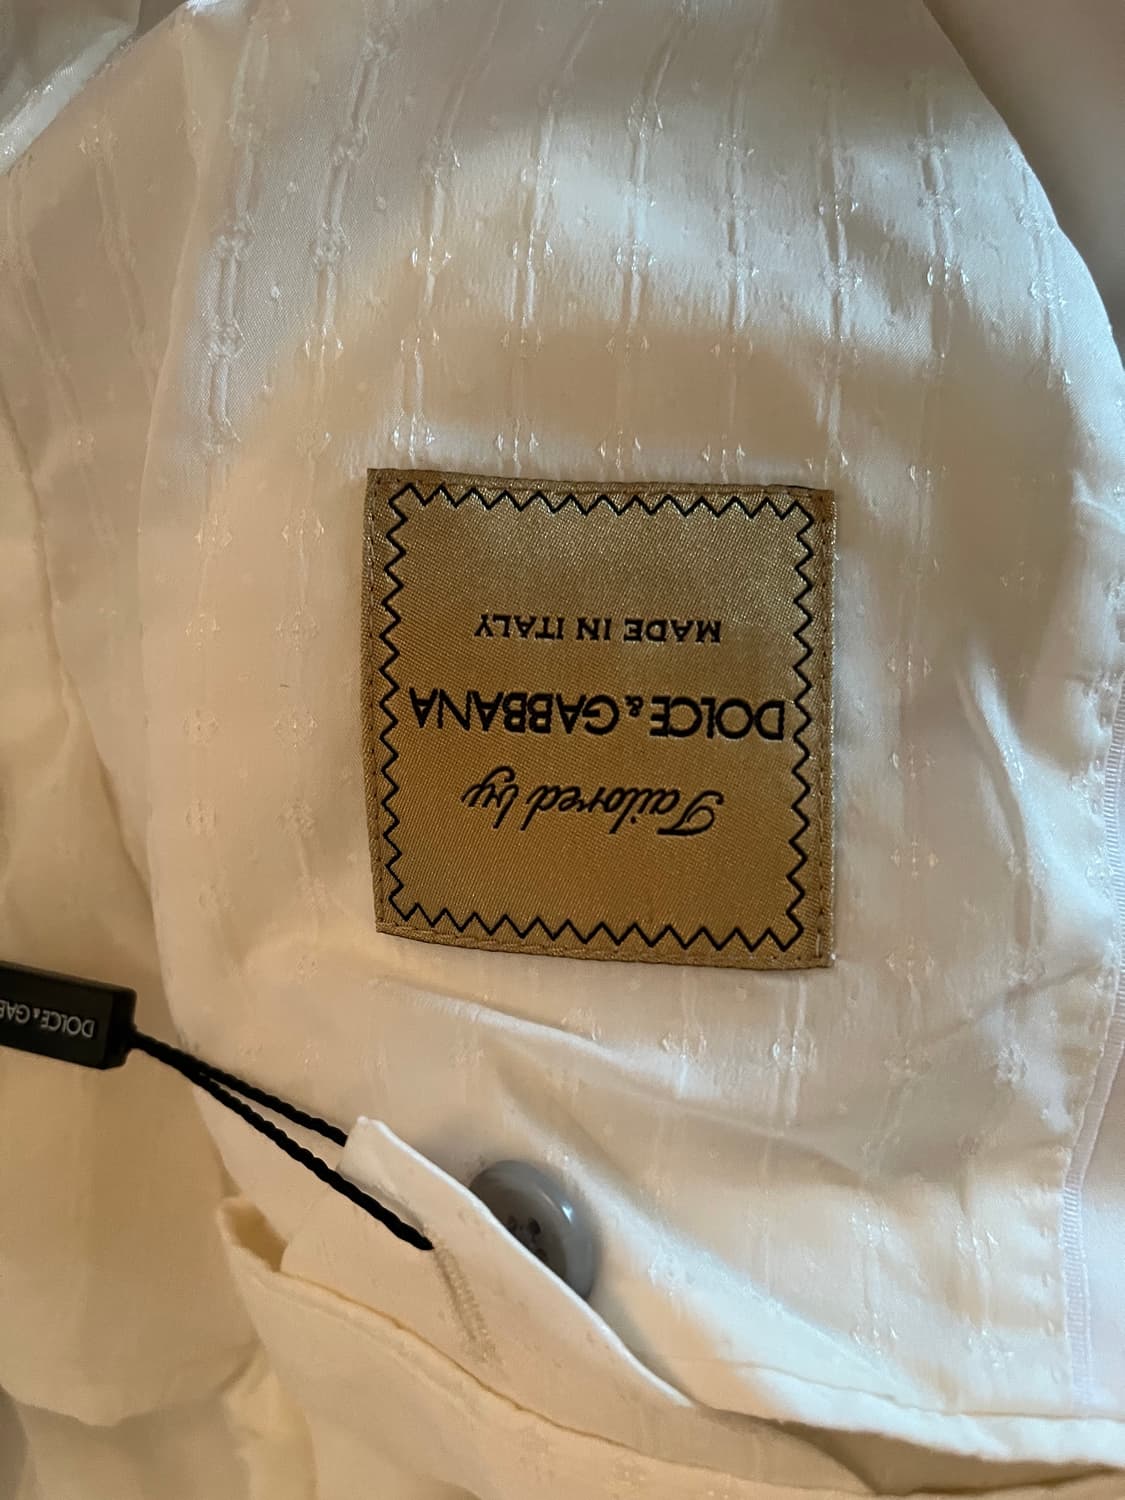 Tailored by
DOLCE & GABBANA
MADE IN ITALY
DOLCE & GAB